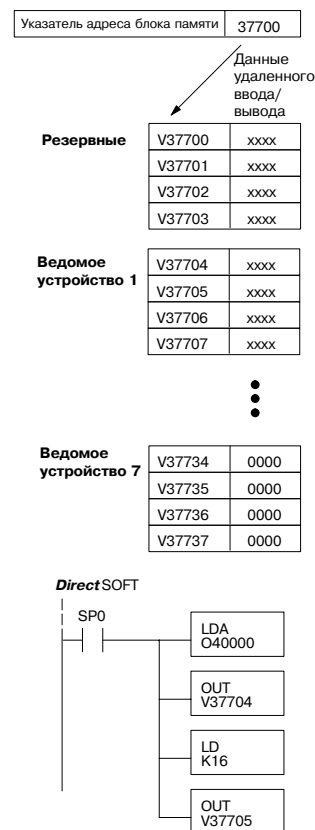 Указатель адреса блока памяти 37700
Данные
удаленного
ввода/
вывода
Резервные
V37700 xxxx
V37701 xxxx
V37702 xxxx
V37703 xxxx
Ведомое
устройство 1
V37704 xxxx
V37705 xxxx
V37706 xxxx
V37707 xxxx
Ведомое
устройство 7
V37734 0000
V37735 0000
V37736 0000
V37737 0000
DirectSOFT
SP0
LDA
O40000
OUT
V37704
LD
K16
OUT
V37705